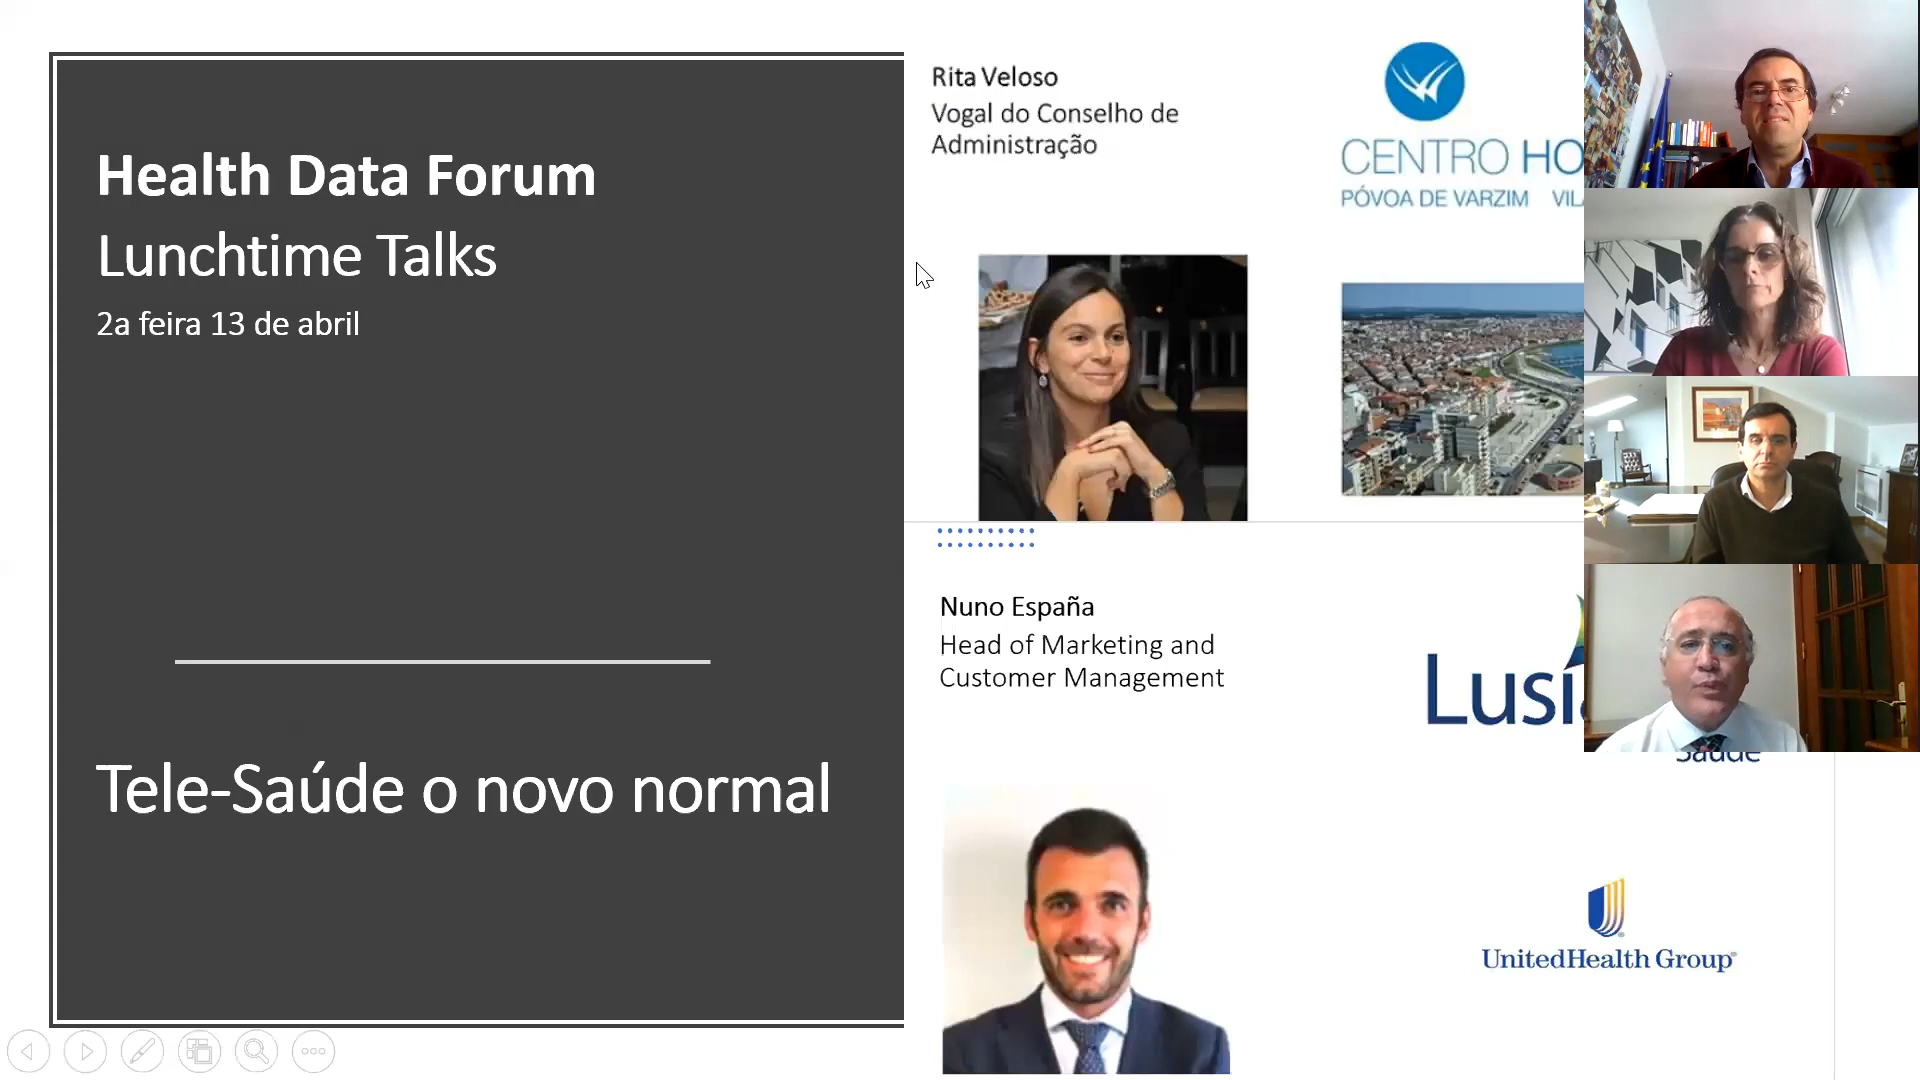 Health Data Forum
Lunchtime Talks
2a feira 13 de abril
Tele-Saúde o novo normal
Rita Veloso
Vogal do Conselho de
Administração
CENTRO HO
PÓVOA DE VARZIM VIL
Nuno España
Head of Marketing and
Customer Management
Lusí
Saúde
UnitedHealth Group